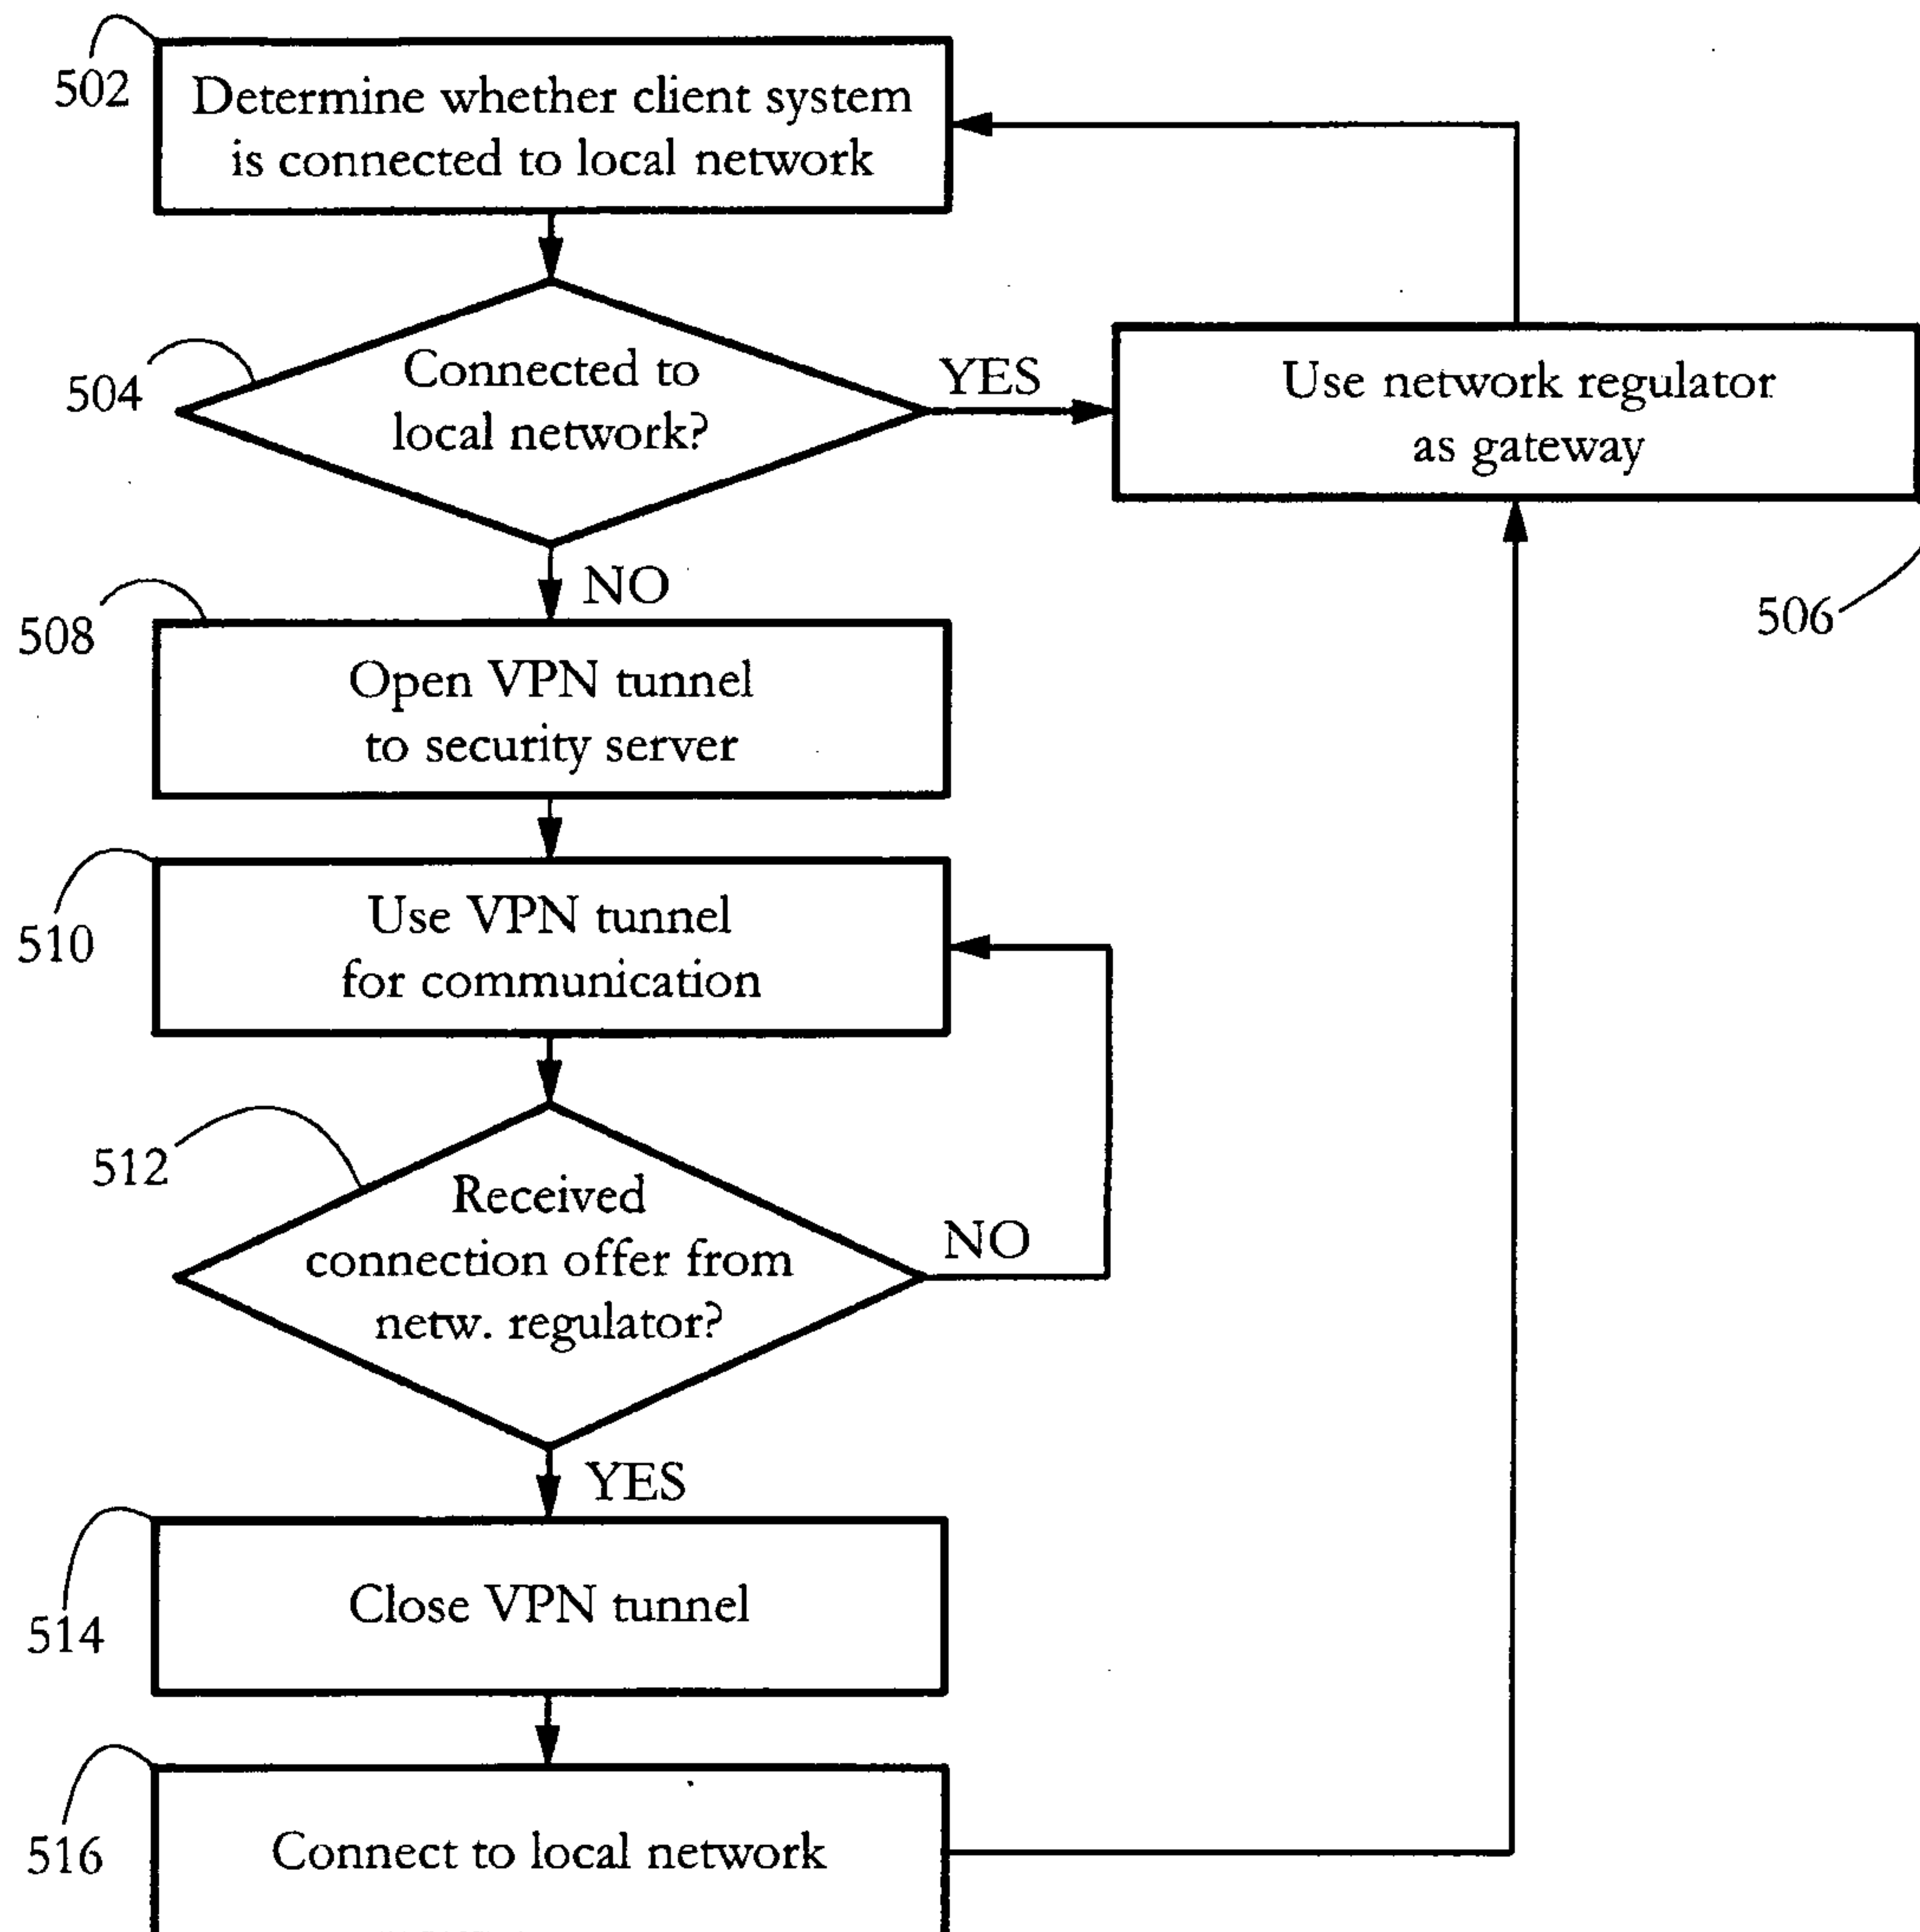 502
Determine whether client system
is connected to local network
504
Connected to
local network?
YES
Use network regulator
as gateway
506
NO
508
Open VPN tunnel
to security server
510
Use VPN tunnel
for communication
512
Received
connection offer from
netw. regulator?
NO
YES
514
Close VPN tunnel
516
Connect to local network